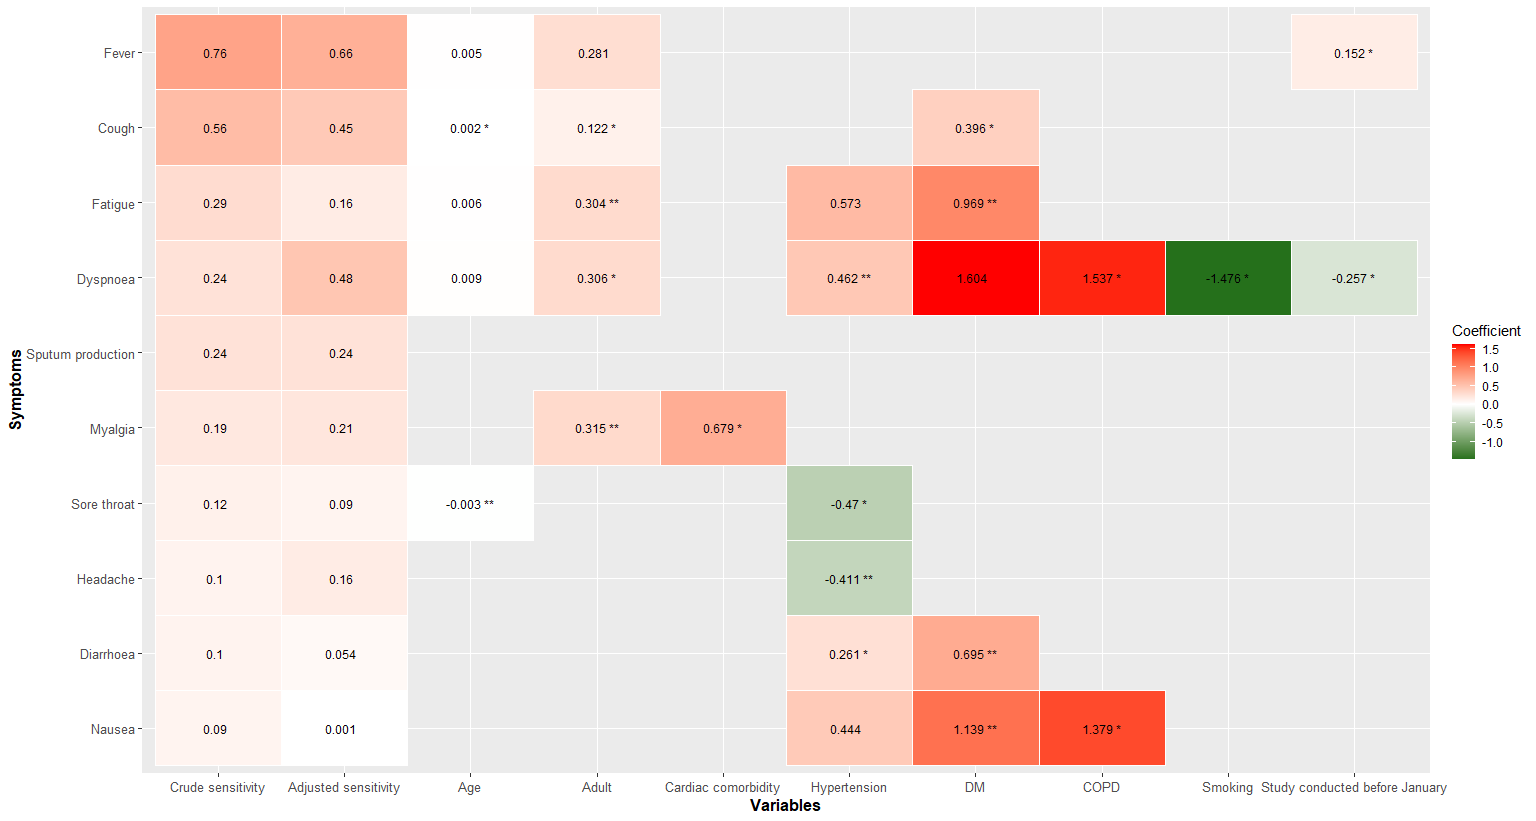 Fever 0.76 0.66 0.005 0.281 0.152 *
Cough 0.56 0.45 0.002 * 0.122 * 0.396 *
Fatigue 0.29 0.16 0.006 0.304 ** 0.573 0.969 **
Dyspnoea 0.24 0.48 0.009 0.306 * 0.462 ** 1.604 1.537 * -1.476 * -0.257 *
Sputum production 0.24 0.24
Myalgia 0.19 0.21 0.315 ** 0.679 *
Sore throat 0.12 0.09 -0.003 ** -0.47 *
Headache 0.1 0.16 -0.411 **
Diarrhoea 0.1 0.054 0.261 * 0.695 **
Nausea 0.09 0.001 0.444 1.139 ** 1.379 *
Crude sensitivity Adjusted sensitivity Age Adult Cardiac comorbidity Hypertension DM COPD Smoking Study conducted before January
Variables
Symptoms
Coefficient
1.5
1.0
0.5
0.0
-0.5
-1.0